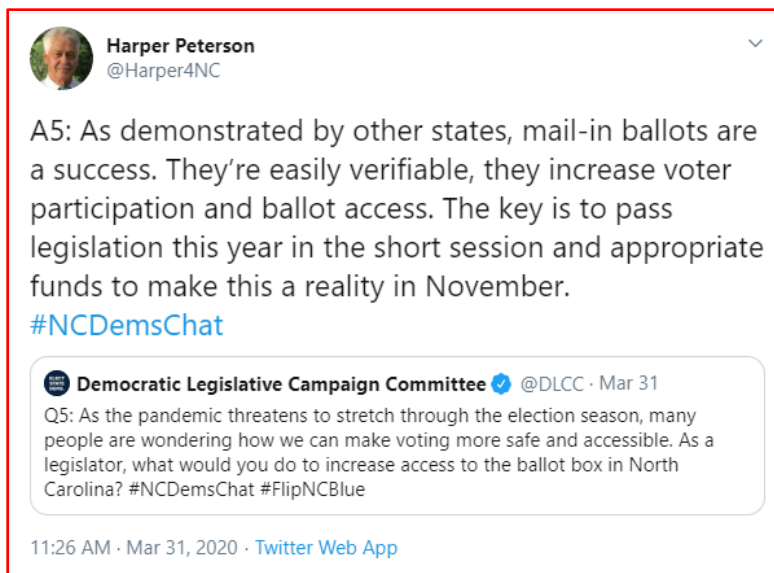 Harper Peterson
@Harper4NC
A5: As demonstrated by other states, mail-in ballots are
a success. They're easily verifiable, they increase voter
participation and ballot access. The key is to pass
legislation this year in the short session and appropriate
funds to make this a reality in November.
#NCDemsChat
ELECT STATE DEMS. Democratic Legislative Campaign Committee @DLCC · Mar 31
Q5: As the pandemic threatens to stretch through the election season, many
people are wondering how we can make voting more safe and accessible. As a
legislator, what would you do to increase access to the ballot box in North
Carolina? #NCDemsChat #FlipNCBlue
11:26 AM · Mar 31, 2020 · Twitter Web App